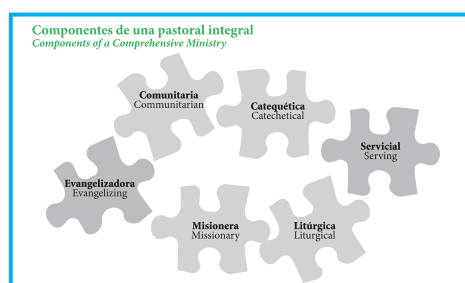 Componentes de una pastoral integral
Components of a Comprehensive Ministry
Comunitaria
Communitarian
Catequética
Catechetical
Servicial
Serving
Evangelizadora
Evangelizing
Misionera
Missionary
Litúrgica
Liturgical